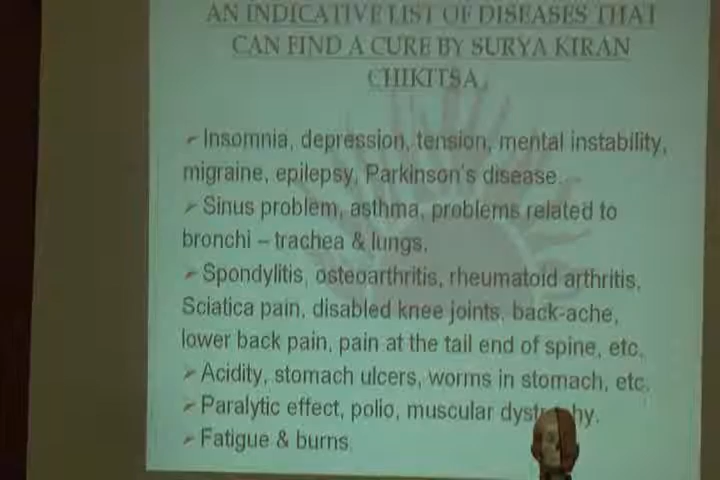 AN INDICATIVE LIST OF DISEASES THAT
CAN FIND A CURE BY SURYA KIRAN
CHIKITSA.
➢ Insomnia, depression, tension, mental instability,
migraine, epilepsy, Parkinson's disease.
➢ Sinus problem, asthma, problems related to
bronchi – trachea & lungs.
➢ Spondylitis, osteoarthritis, rheumatoid arthritis,
Sciatica pain, disabled knee joints, back-ache,
lower back pain, pain at the tail end of spine, etc.
➢ Acidity, stomach ulcers, worms in stomach, etc.
➢ Paralytic effect, polio, muscular dystrophy.
➢ Fatigue & burns.